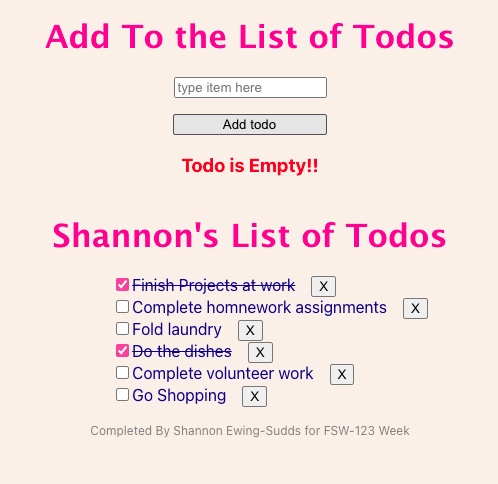 Add To the List of Todos
type item here
Add todo
Todo is Empty!!
Shannon's List of Todos
Finish Projects at work X
Complete homnework assignments X
Fold laundry X
Do the dishes X
Complete volunteer work X
Go Shopping X
Completed By Shannon Ewing-Sudds for FSW-123 Week